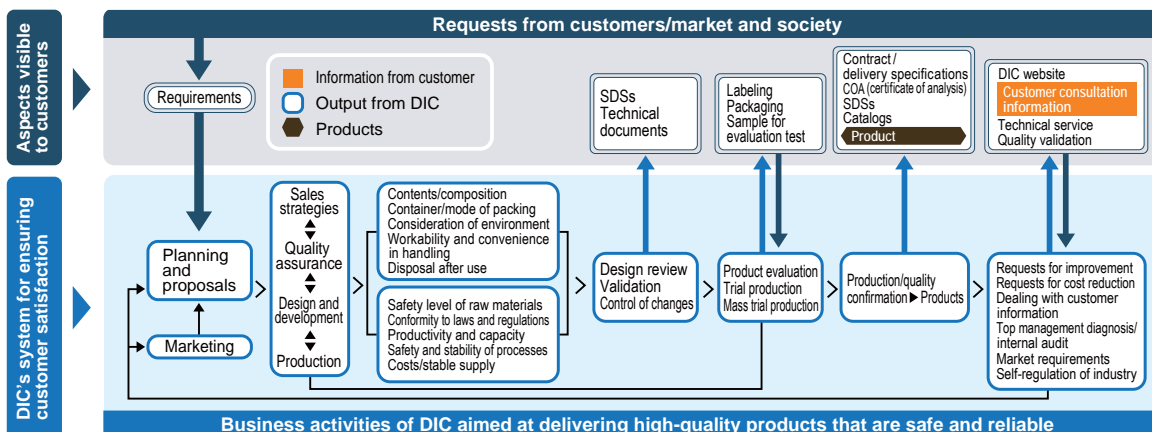 Requests from customers/market and society
Aspects visible
to customers
Requirements
Information from customer
Output from DIC
Products
SDSs
Technical
documents
Labeling
Packaging
Sample for
evaluation test
Contract /
delivery specifications
COA (certificate of analysis)
SDSs
Catalogs
Product
DIC website
Customer consultation
information
Technical service
Quality validation
DIC's system for ensuring
customer satisfaction
Planning
and
proposals
Marketing
Sales
strategies
Quality
assurance
Design and
development
Production
Contents/composition
Container/mode of packing
Consideration of environment
Workability and convenience
in handling
Disposal after use
Safety level of raw materials
Conformity to laws and regulations
Productivity and capacity
Safety and stability of processes
Costs/stable supply
Design review
Validation
Control of changes
Product evaluation
Trial production
Mass trial production
Production/quality
confirmation ▶ Products
Requests for improvement
Requests for cost reduction
Dealing with customer
information
Top management diagnosis/
internal audit
Market requirements
Self-regulation of industry
Business activities of DIC aimed at delivering high-quality products that are safe and reliable